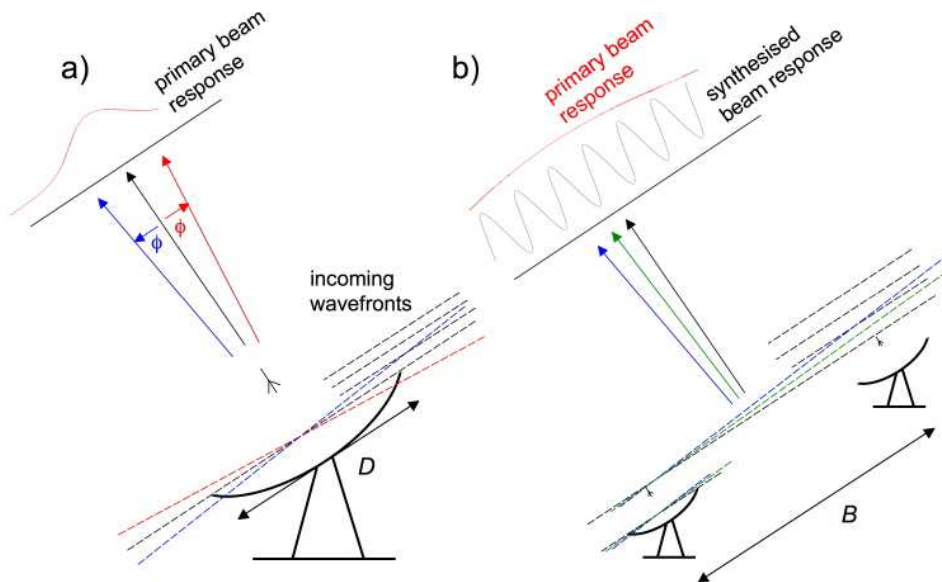 a)
primary beam
response
ϕ
ϕ
incoming
wavefronts
D
b)
primary beam
response
synthesised
beam response
B